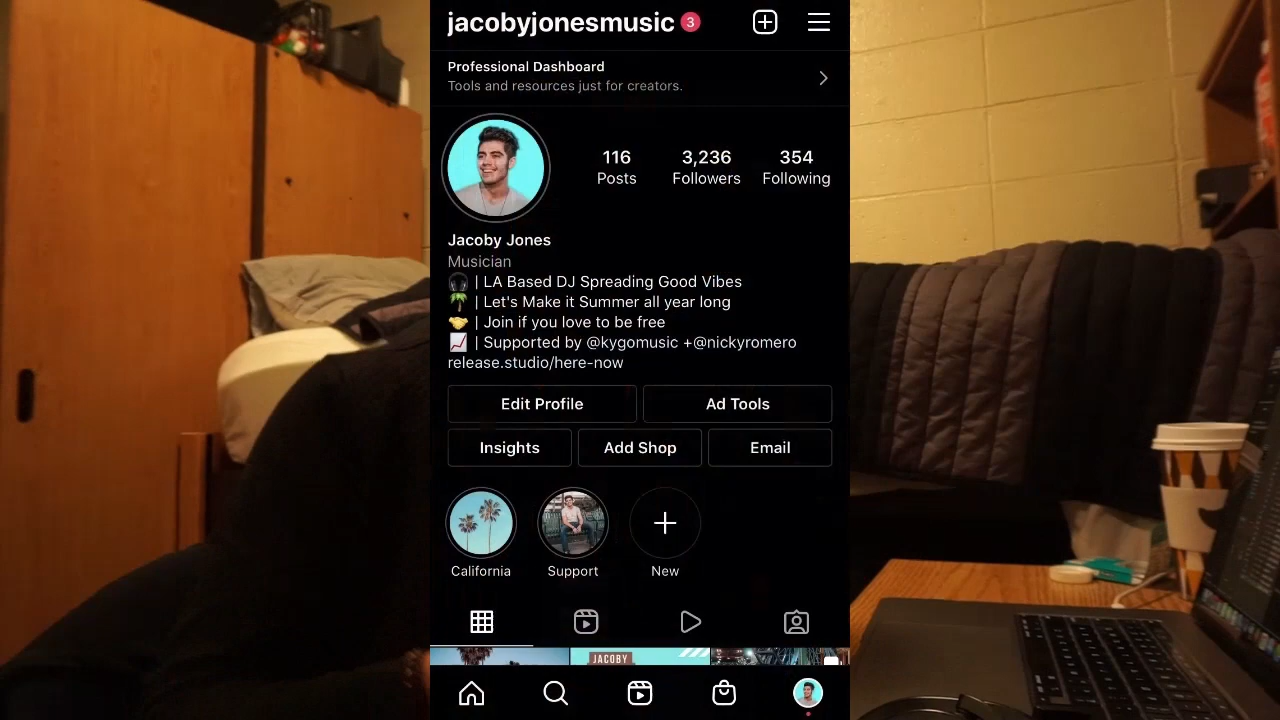 jacobyjonesmusic 3
Professional Dashboard
Tools and resources just for creators.
116 3,236 354
Posts Followers Following
Jacoby Jones
Musician
| LA Based DJ Spreading Good Vibes
| Let's Make it Summer all year long
| Join if you love to be free
| Supported by @kygomusic +@nickyromero
release.studio/here-now
Edit Profile Ad Tools
Insights Add Shop Email
California Support New
JACOBY